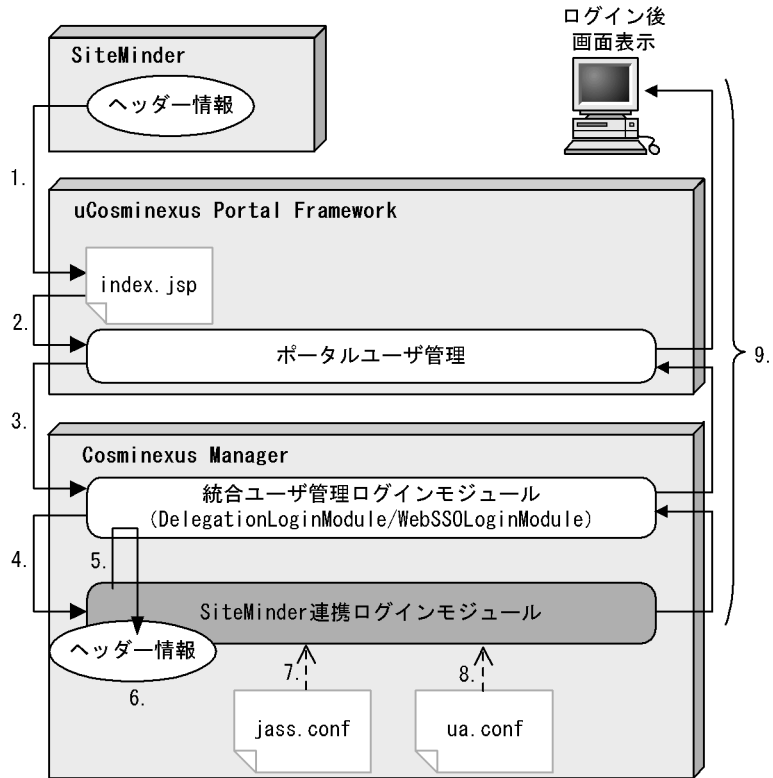 ログイン後
画面表示
SiteMinder
ヘッダー情報
1.
uCosminexus Portal Framework
index.jsp
2.
ポータルユーザ管理
9.
3.
Cosminexus Manager
統合ユーザ管理ログインモジュール
(DelegationLoginModule/WebSSOLoginModule)
4.
5.
SiteMinder連携ログインモジュール
ヘッダー情報
6.
7.
8.
jass.conf
ua.conf